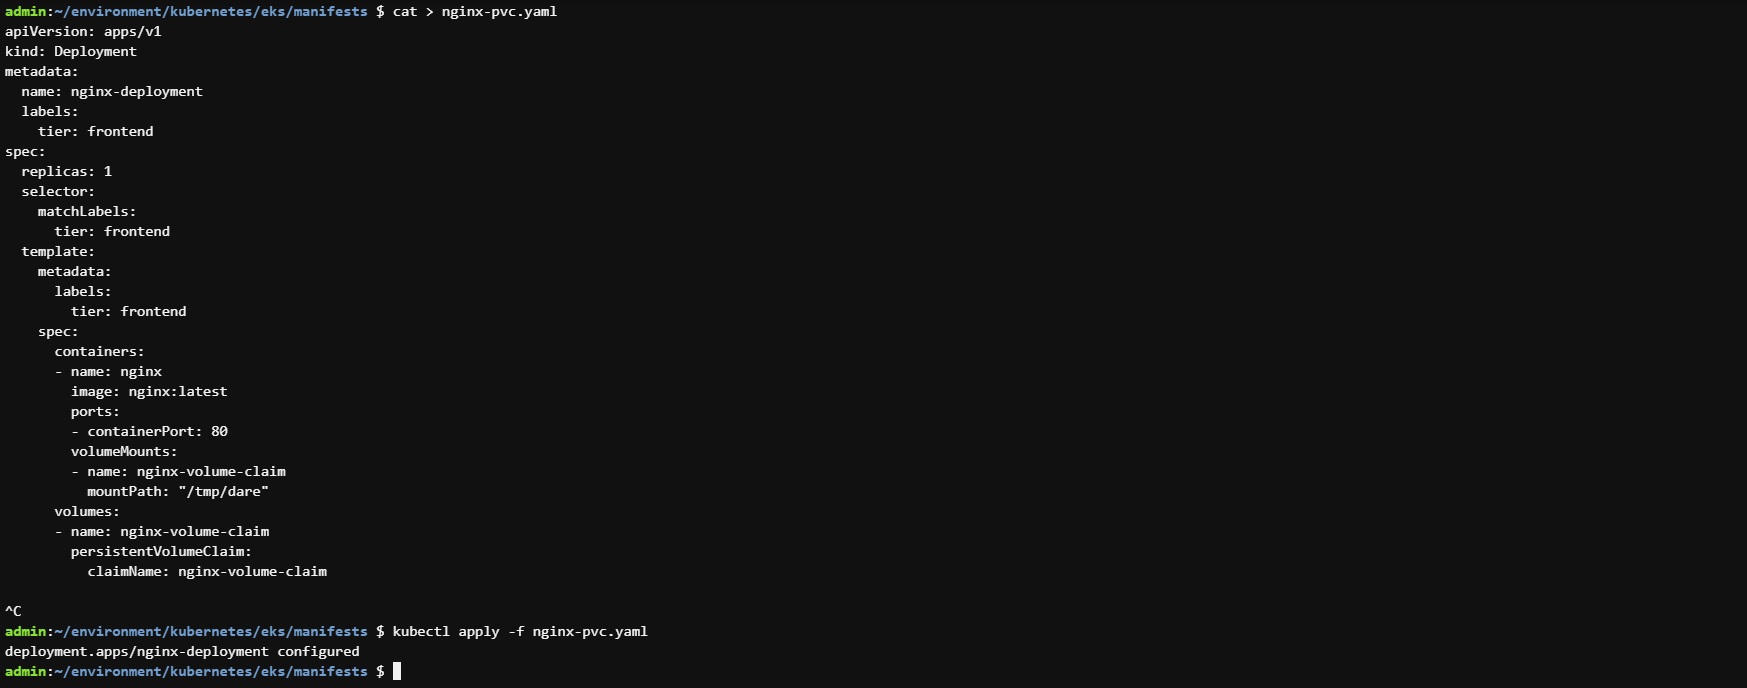 admin:~/environment/kubernetes/eks/manifests $ cat > nginx-pvc.yaml
apiVersion: apps/v1
kind: Deployment
metadata:
  name: nginx-deployment
  labels:
    tier: frontend
spec:
  replicas: 1
  selector:
    matchLabels:
      tier: frontend
  template:
    metadata:
      labels:
        tier: frontend
    spec:
      containers:
      - name: nginx
        image: nginx:latest
        ports:
        - containerPort: 80
        volumeMounts:
        - name: nginx-volume-claim
          mountPath: "/tmp/dare"
      volumes:
      - name: nginx-volume-claim
        persistentVolumeClaim:
          claimName: nginx-volume-claim

^C
admin:~/environment/kubernetes/eks/manifests $ kubectl apply -f nginx-pvc.yaml
deployment.apps/nginx-deployment configured
admin:~/environment/kubernetes/eks/manifests $